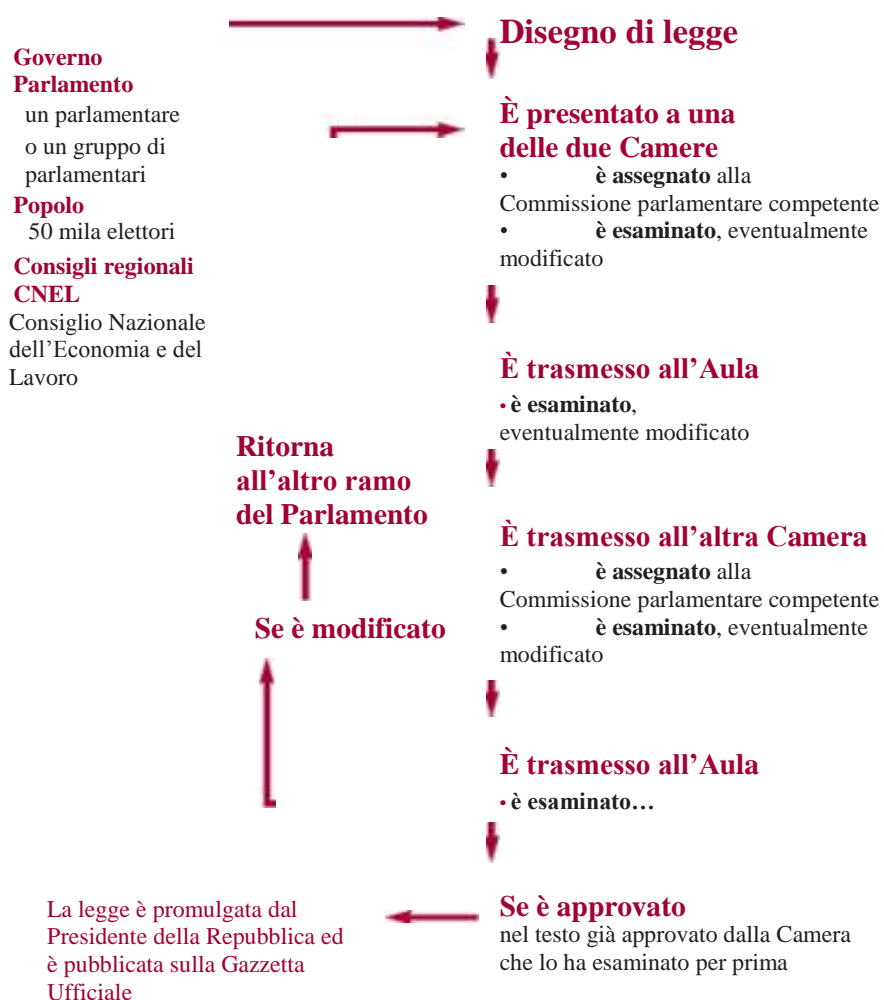 Governo
Parlamento
un parlamentare
o un gruppo di
parlamentari
Popolo
50 mila elettori
Consigli regionali
CNEL
Consiglio Nazionale
dell’Economia e del
Lavoro
Disegno di legge
È presentato a una
delle due Camere
• è assegnato alla
Commissione parlamentare competente
• è esaminato, eventualmente
modificato
È trasmesso all’Aula
• è esaminato,
eventualmente modificato
È trasmesso all’altra Camera
• è assegnato alla
Commissione parlamentare competente
• è esaminato, eventualmente
modificato
È trasmesso all’Aula
• è esaminato…
Se è modificato
Ritorna
all’altro ramo
del Parlamento
Se è approvato
nel testo già approvato dalla Camera
che lo ha esaminato per prima
La legge è promulgata dal
Presidente della Repubblica ed
è pubblicata sulla Gazzetta
Ufficiale